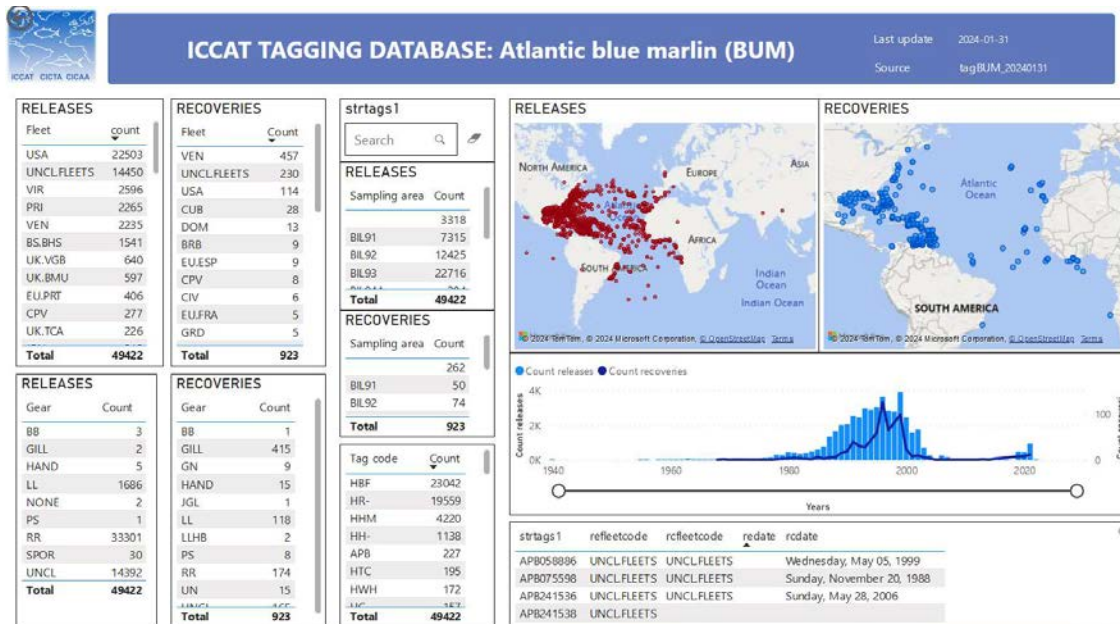 ICCAT CICTA CICAA
ICCAT TAGGING DATABASE: Atlantic blue marlin (BUM)
Last update 2024-01-31
Source tagBUM_20240131
RELEASES
Fleet count
USA 22503
UNCL.FLEETS 14450
VIR 2596
PRI 2265
VEN 2235
BS.BHS 1541
UK.VGB 640
UK.BMU 597
EU.PRT 406
CPV 277
UK.TCA 226
Total 49422
RECOVERIES
Fleet Count
VEN 457
UNCL.FLEETS 230
USA 114
CUB 28
DOM 13
BRB 9
EU.ESP 9
CPV 8
CIV 6
EU.FRA 5
GRD 5
Total 923
strtags1
Search
RELEASES
Sampling area Count
3318
BIL91 7315
BIL92 12425
BIL93 22716
Total 49422
RECOVERIES
Sampling area Count
262
BIL91 50
BIL92 74
Total 923
RELEASES
NORTH AMERICA
EUROPE
ASIA
AFRICA
SOUTH AMERICA
Indian
Ocean
Indian Ocean
© 2024 TomTom, © 2024 Microsoft Corporation, © OpenStreetMap Terms
RECOVERIES
Atlantic
Ocean
SOUTH AMERICA
© 2024 TomTom, © 2024 Microsoft Corporation, © OpenStreetMap Terms
RELEASES
Gear Count
BB 3
GILL 2
HAND 5
LL 1686
NONE 2
PS 1
RR 33301
SPOR 30
UNCL 14392
Total 49422
RECOVERIES
Gear Count
BB 1
GILL 415
GN 9
HAND 15
JGL 1
LL 118
LLHB 2
PS 8
RR 174
UN 15
Total 923
Tag code Count
HBF 23042
HR- 19559
HHM 4220
HH- 1138
APB 227
HTC 195
HWH 172
Total 49422
Count releases Count recoveries
Count releases
4K
2K
0K
100
0
1940 1960 1980 2000 2020
Years
strtags1 refleetcode rcfleetcode redate rcdate
APB058886 UNCL.FLEETS UNCL.FLEETS Wednesday, May 05, 1999
APB075598 UNCL.FLEETS UNCL.FLEETS Sunday, November 20, 1988
APB241536 UNCL.FLEETS UNCL.FLEETS Sunday, May 28, 2006
APB241538 UNCL.FLEETS